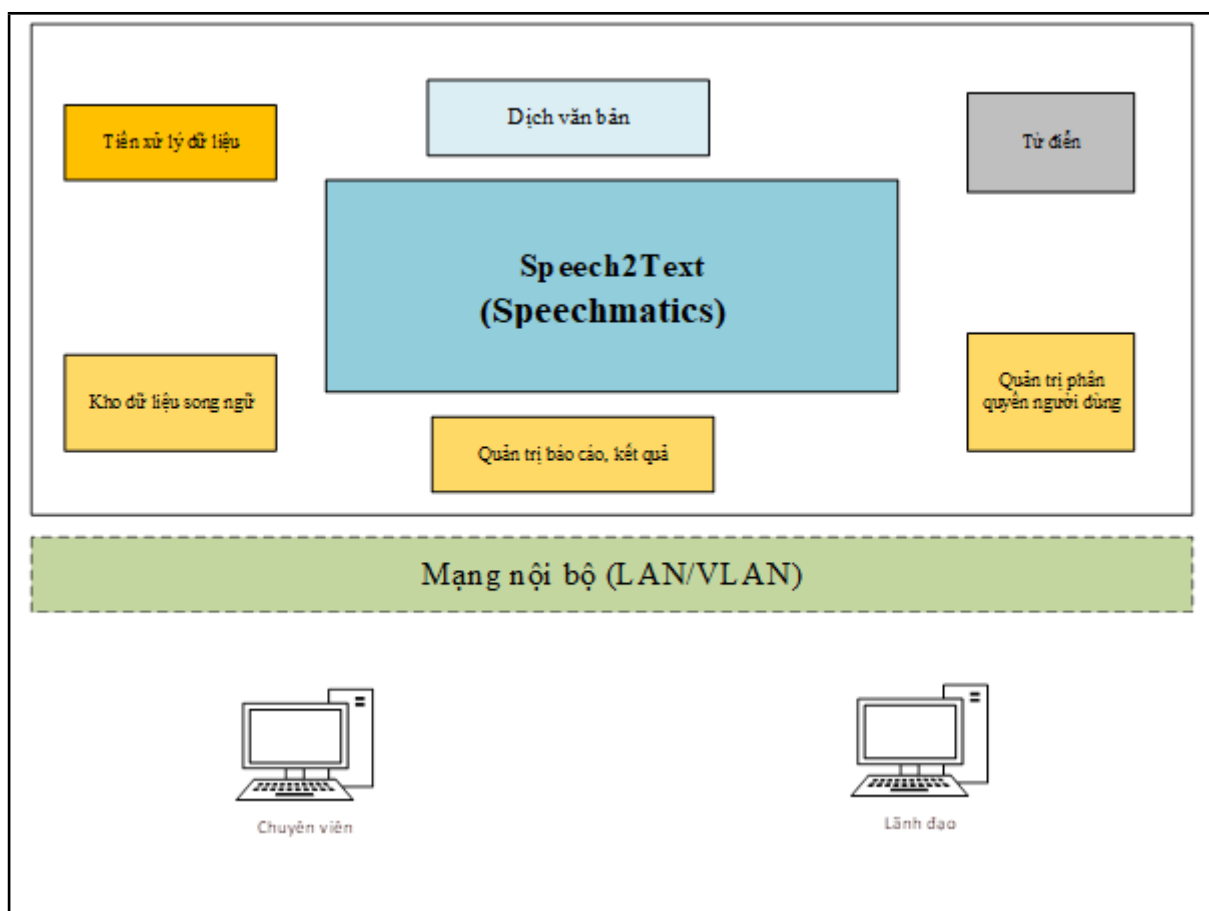 Dịch văn bản
Tiền xử lý dữ liệu
Từ điển
Speech2Text
(Speechmatics)
Kho dữ liệu song ngữ
Quản trị phân
quyền người dùng
Quản trị báo cáo, kết quả
Mạng nội bộ (LAN/VLAN)
Chuyên viên
Lãnh đạo